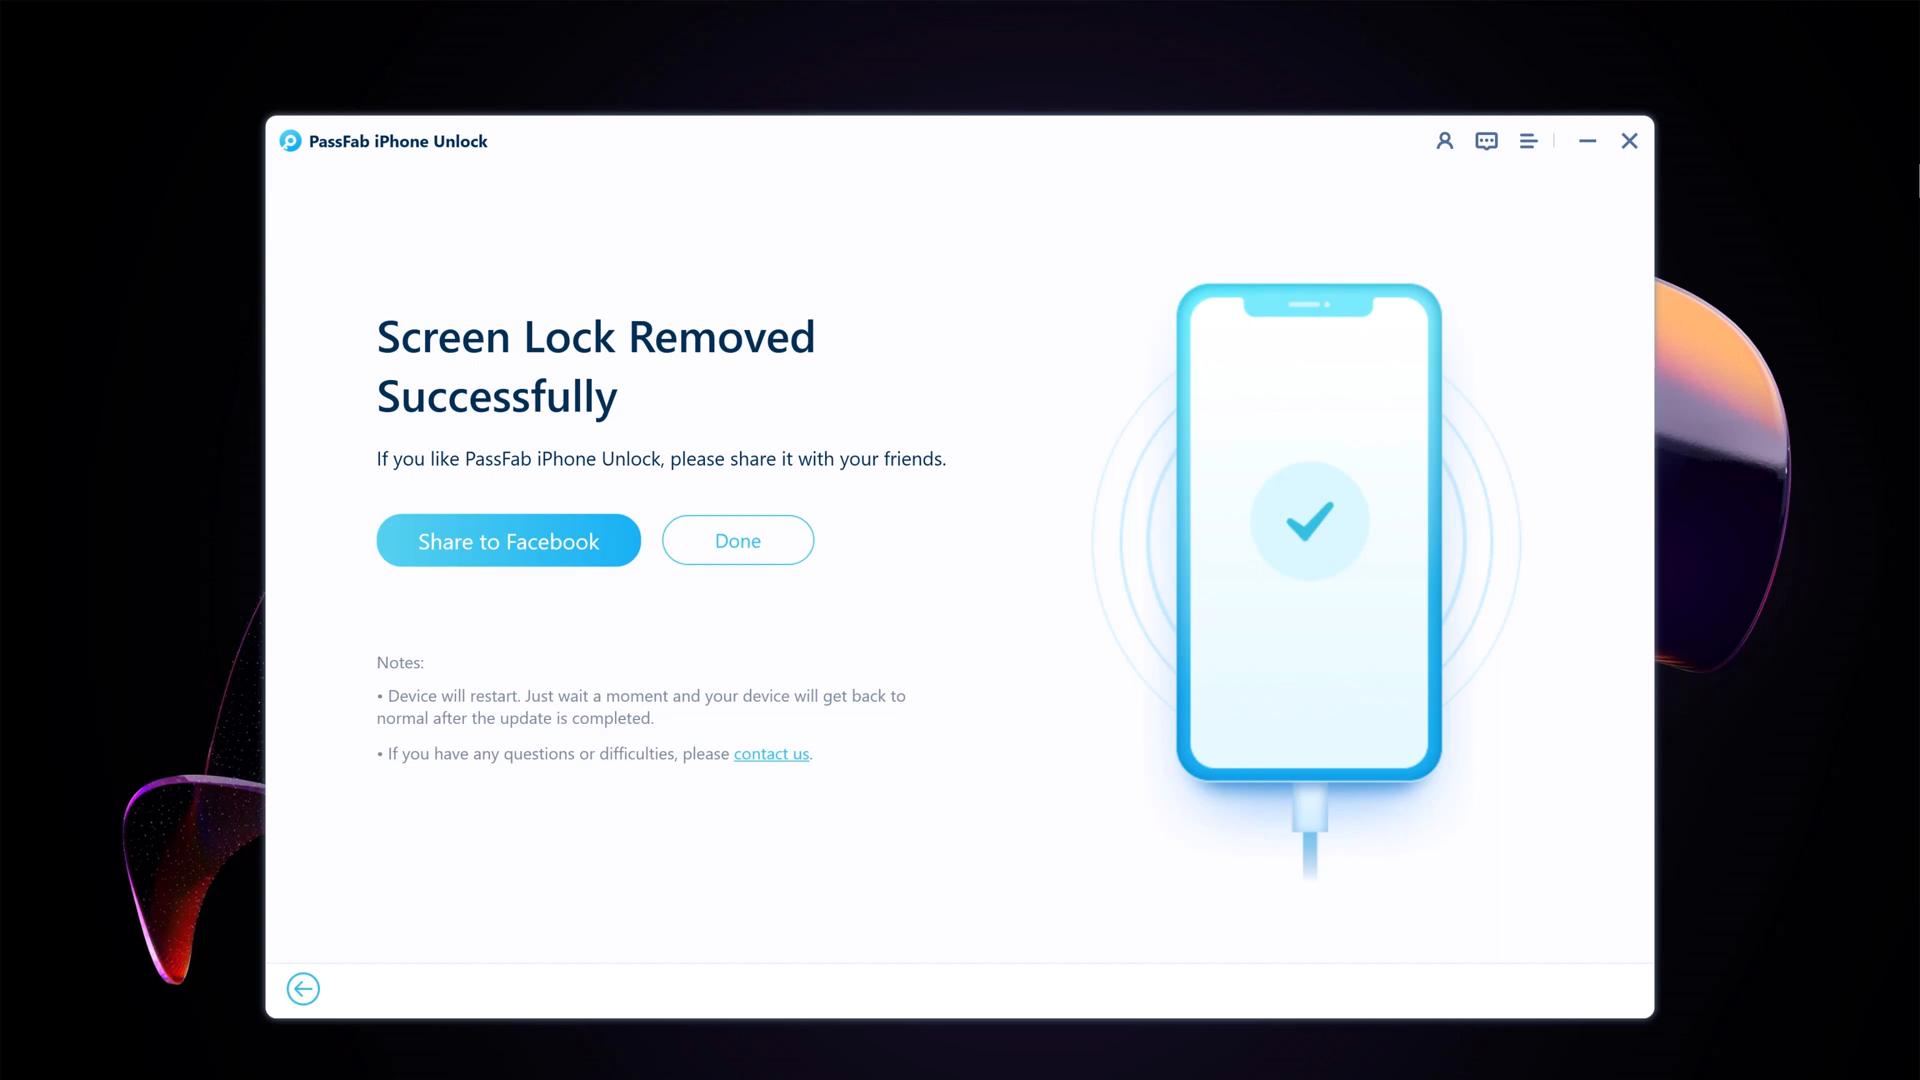 PassFab iPhone Unlock
Screen Lock Removed
Successfully
If you like PassFab iPhone Unlock, please share it with your friends.
Share to Facebook
Done
Notes:
• Device will restart. Just wait a moment and your device will get back to
normal after the update is completed.
• If you have any questions or difficulties, please contact us.